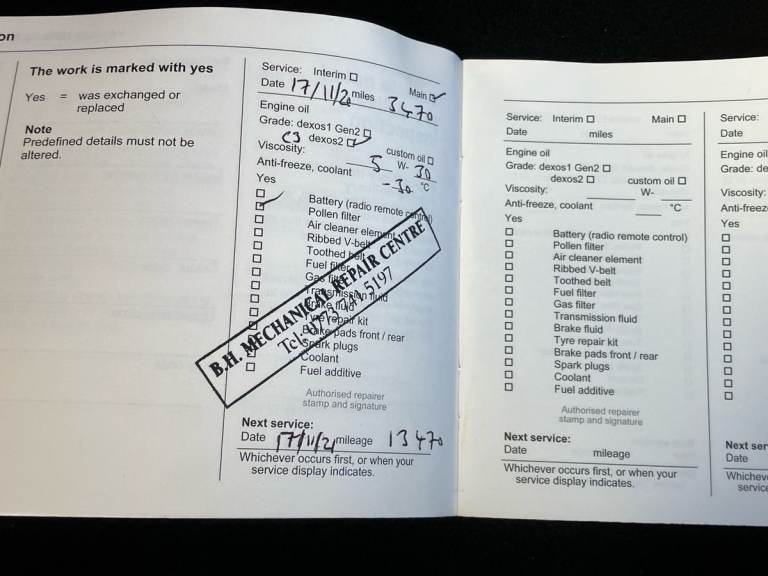 on
The work is marked with yes
Yes = was exchanged or
replaced
Note
Predefined details must not be
altered.
Service: Interim ☐ Main ☑
Date 17/11/20 miles 3470
Engine oil
Grade: dexos1 Gen2 ☐
C3 dexos2 ☑ custom oil ☐
Viscosity: 5 W- 30
Anti-freeze, coolant -30 °C
Yes
Battery (radio remote control)
Pollen filter
Air cleaner element
Ribbed V-belt
Toothed belt
Fuel filter
Gas filter
Transmission fluid
Brake fluid
Tyre repair kit
Brake pads front / rear
Spark plugs
Coolant
Fuel additive
B.H. MECHANICAL REPAIR CENTRE
Authorised repairer
stamp and signature
Next service:
Date 17/11/21 mileage 13470
Whichever occurs first, or when your
service display indicates.
Service: Interim ☐ Main ☐
Date miles
Engine oil
Grade: dexos1 Gen2 ☐
dexos2 ☐ custom oil ☐
Viscosity: W-
Anti-freeze, coolant °C
Yes
☐ Battery (radio remote control)
☐ Pollen filter
☐ Air cleaner element
☐ Ribbed V-belt
☐ Toothed belt
☐ Fuel filter
☐ Gas filter
☐ Transmission fluid
☐ Brake fluid
☐ Tyre repair kit
☐ Brake pads front / rear
☐ Spark plugs
☐ Coolant
☐ Fuel additive
Authorised repairer
stamp and signature
Next service:
Date mileage
Whichever occurs first, or when your
service display indicates.
Service:
Date
Engine oil
Grade: de
Viscosity:
Anti-freeze
Yes
Next ser
Date
Whichev
service